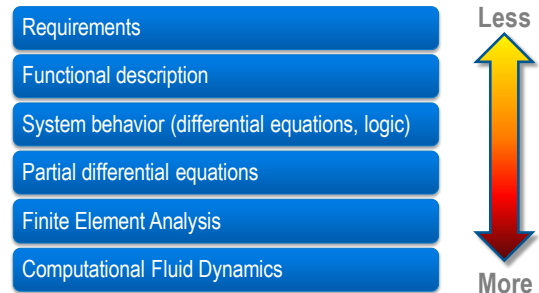 Requirements
Less
Functional description
System behavior (differential equations, logic)
Partial differential equations
Finite Element Analysis
Computational Fluid Dynamics
More